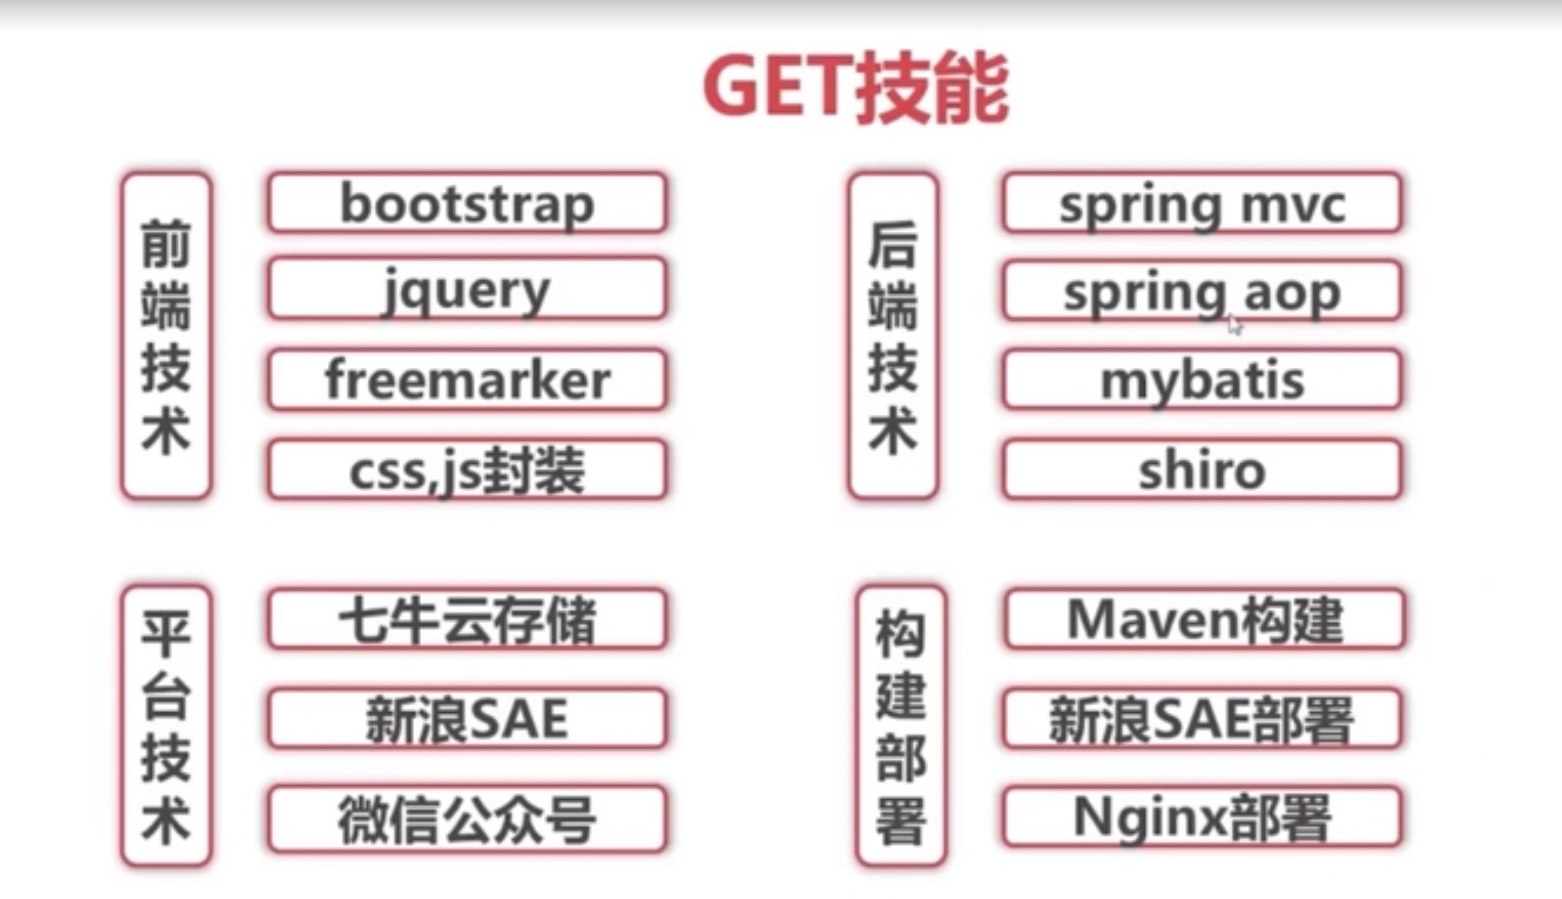 GET技能
前端技术
bootstrap
jquery
freemarker
css,js封装
后端技术
spring mvc
spring aop
mybatis
shiro
平台技术
七牛云存储
新浪SAE
微信公众号
构建部署
Maven构建
新浪SAE部署
Nginx部署